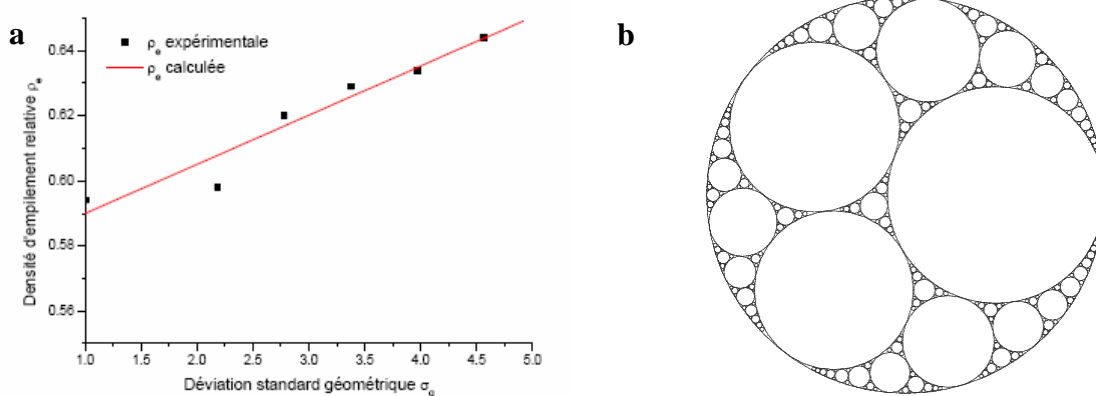 a
b
ρe expérimentale
ρe calculée
Densité d'empilement relative ρe
0.64
0.62
0.60
0.58
0.56
1.0 1.5 2.0 2.5 3.0 3.5 4.0 4.5 5.0
Déviation standard géométrique σg